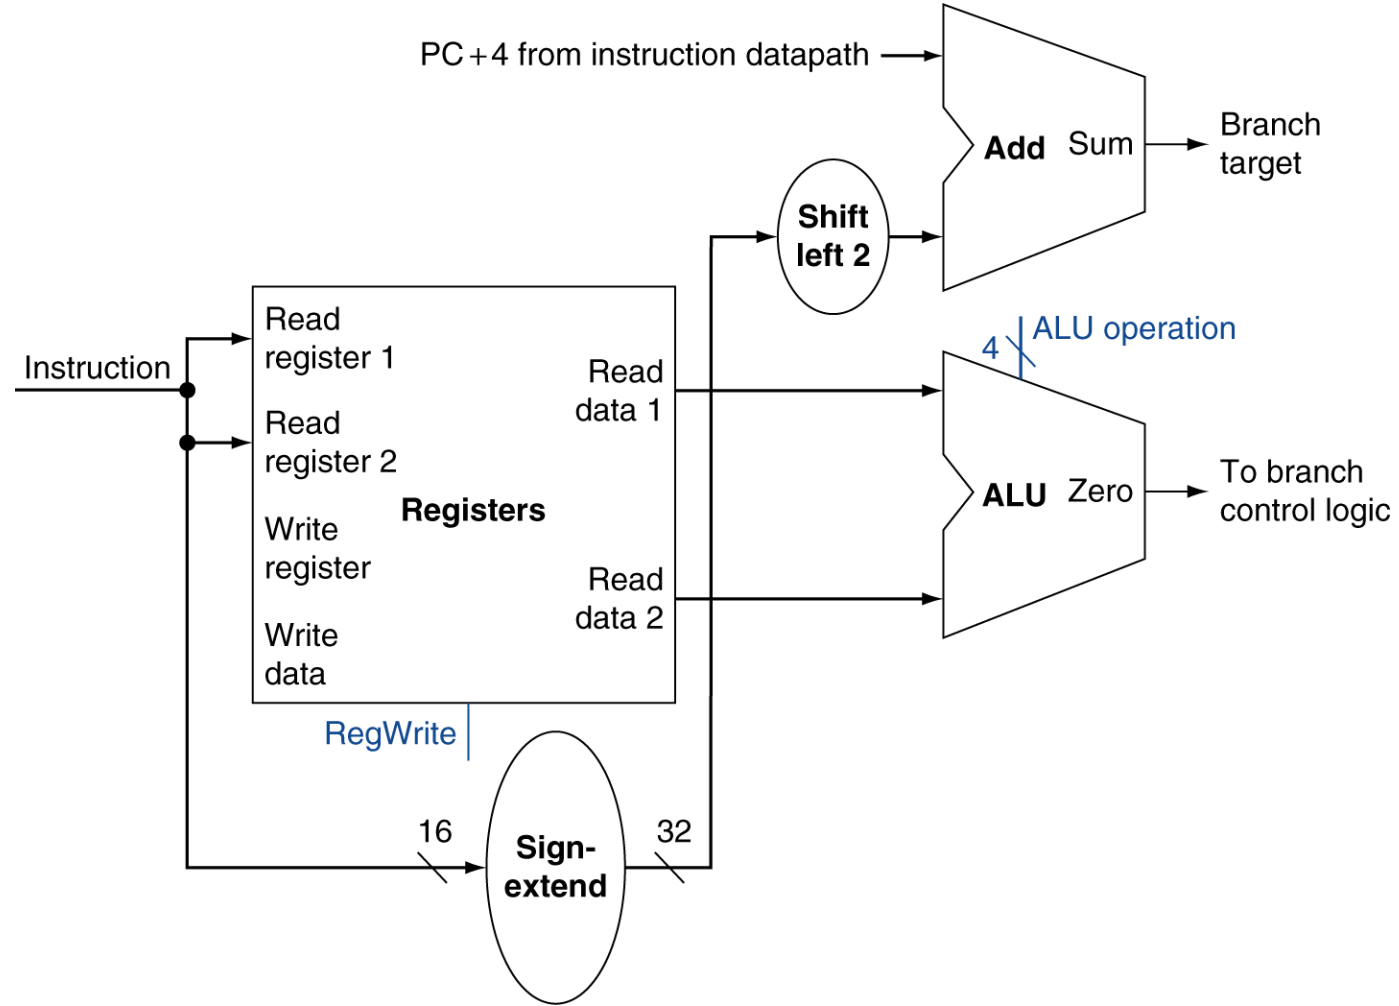 PC+4 from instruction datapath
Add Sum
Branch
target
Shift
left 2
ALU operation
4
Instruction
Read
register 1
Read
register 2
Write
register
Write
data
Registers
Read
data 1
Read
data 2
ALU Zero
To branch
control logic
RegWrite
16
Sign-
extend
32